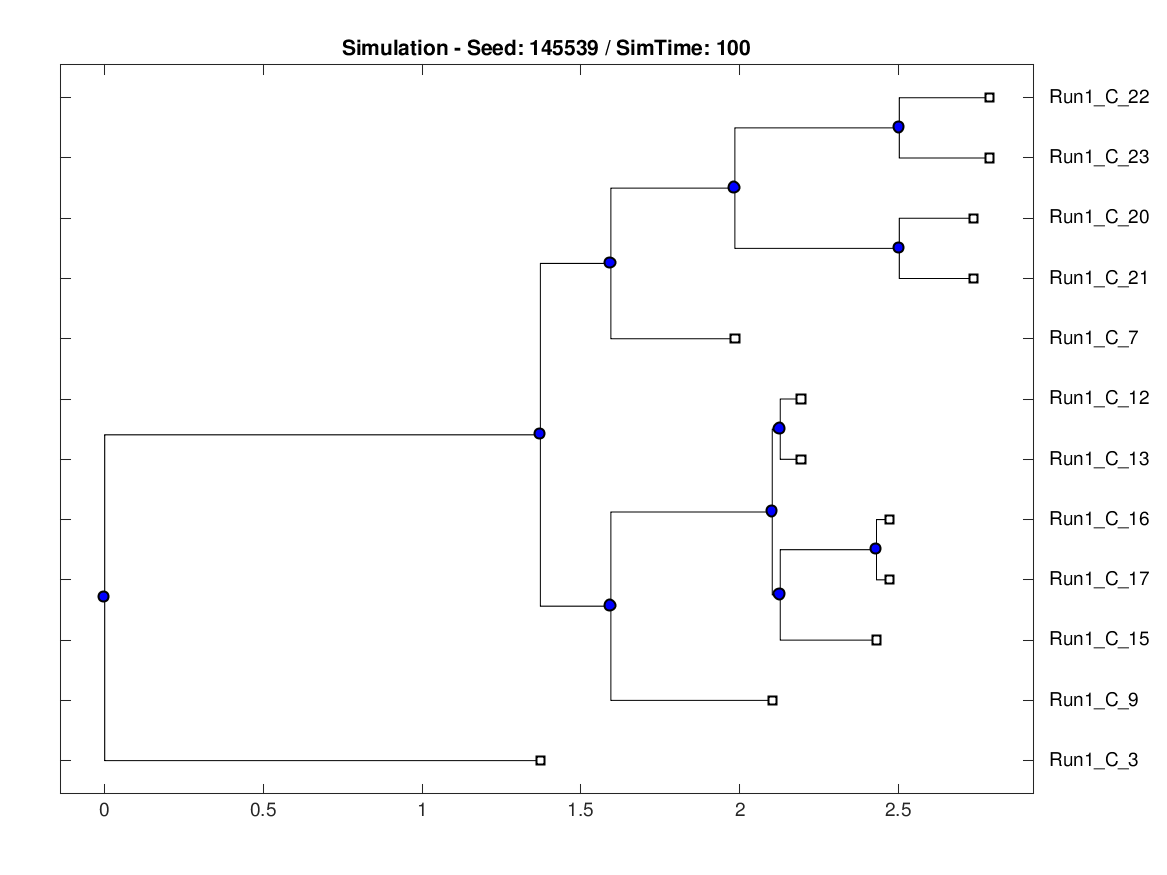 Simulation - Seed: 145539 / SimTime: 100
Run1_C_22
Run1_C_23
Run1_C_20
Run1_C_21
Run1_C_7
Run1_C_12
Run1_C_13
Run1_C_16
Run1_C_17
Run1_C_15
Run1_C_9
Run1_C_3
0 0.5 1 1.5 2 2.5